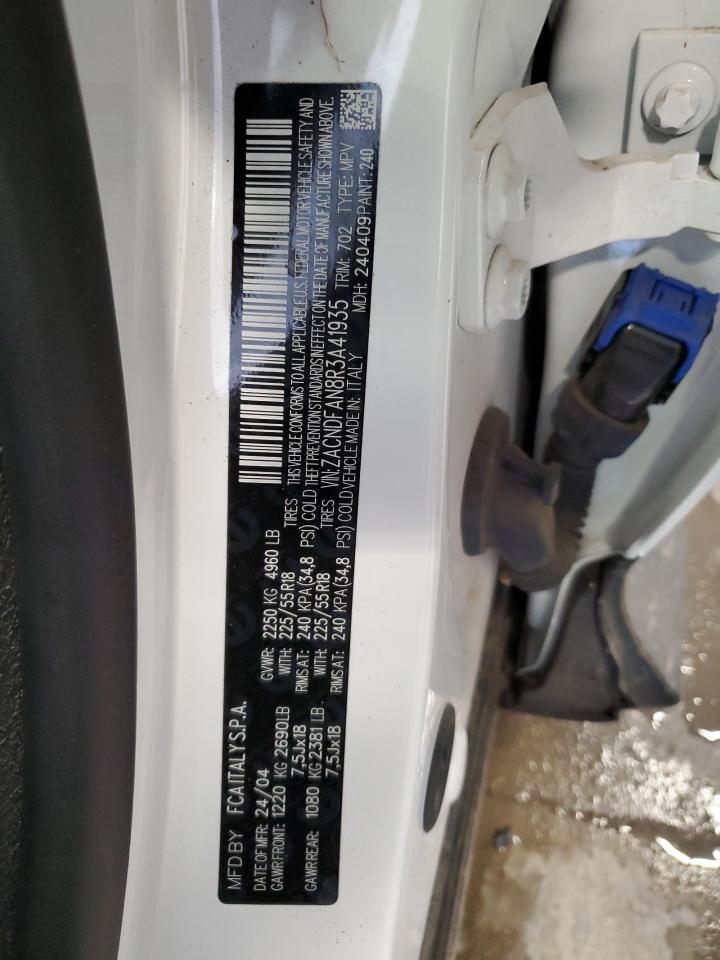 MFD BY FCA ITALY S.P.A.
DATE OF MFR: 24/04 GVWR: 2250 KG 4960 LB
GAWR FRONT: 1220 KG 2690 LB WITH: 225/55 R18 TIRES THIS VEHICLE CONFORMS TO ALL APPLICABLE U.S. FEDERAL MOTOR VEHICLE SAFETY AND
7,5Jx18 RIMS AT: 240 KPA (34,8 PSI) COLD THEFT PREVENTION STANDARDS IN EFFECT ON THE DATE OF MANUFACTURE SHOWN ABOVE.
GAWR REAR: 1080 KG 2381 LB WITH: 225/55 R18 TIRES VIN: ZACNDFAN8R3A41935 TRIM: 702 TYPE: MPV
7,5Jx18 RIMS AT: 240 KPA (34,8 PSI) COLD VEHICLE MADE IN: ITALY MDH: 240409 PAINT: 240